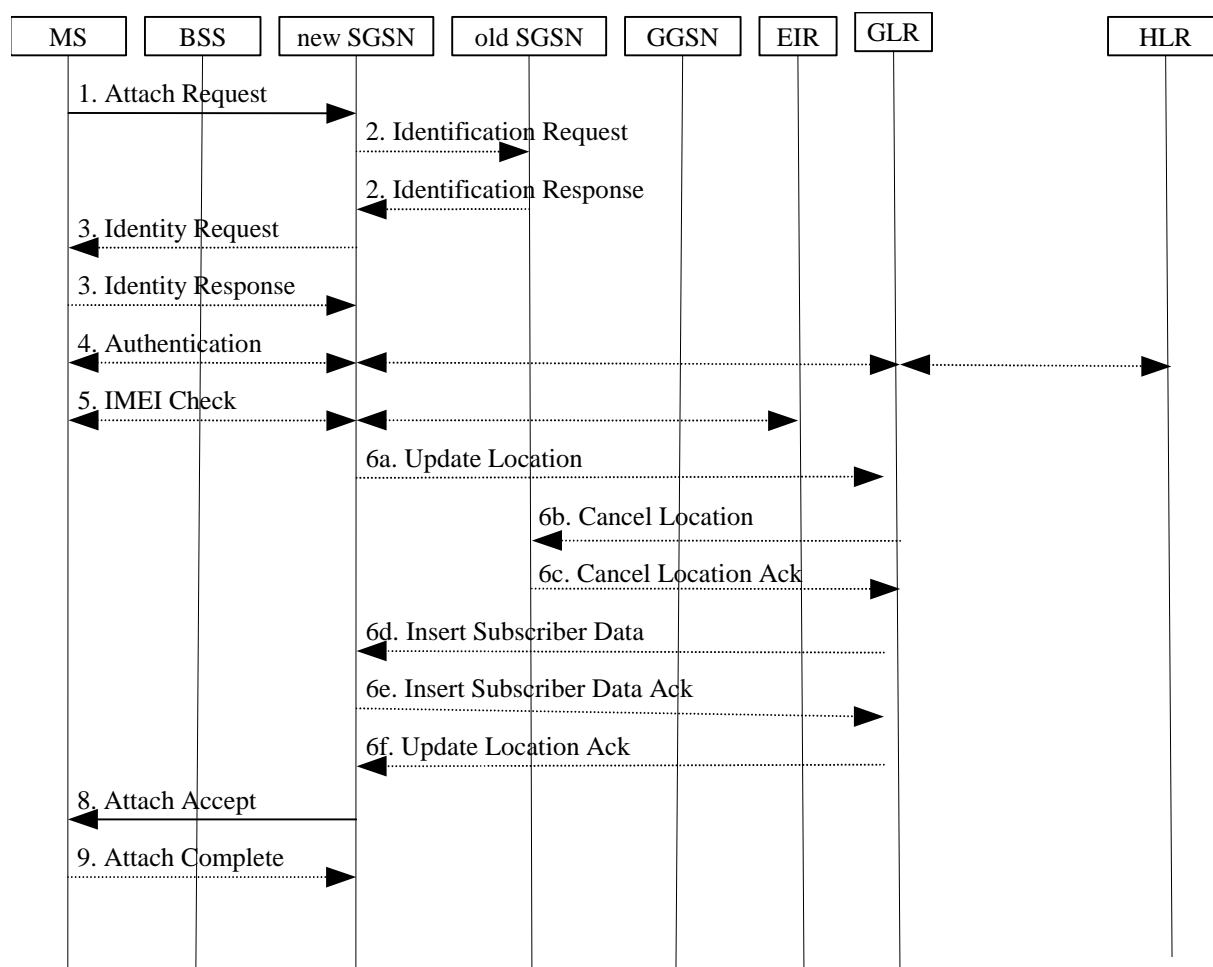 MS
BSS
new SGSN
old SGSN
GGSN
EIR
GLR
HLR
1. Attach Request
2. Identification Request
2. Identification Response
3. Identity Request
3. Identity Response
4. Authentication
5. IMEI Check
6a. Update Location
6b. Cancel Location
6c. Cancel Location Ack
6d. Insert Subscriber Data
6e. Insert Subscriber Data Ack
6f. Update Location Ack
8. Attach Accept
9. Attach Complete